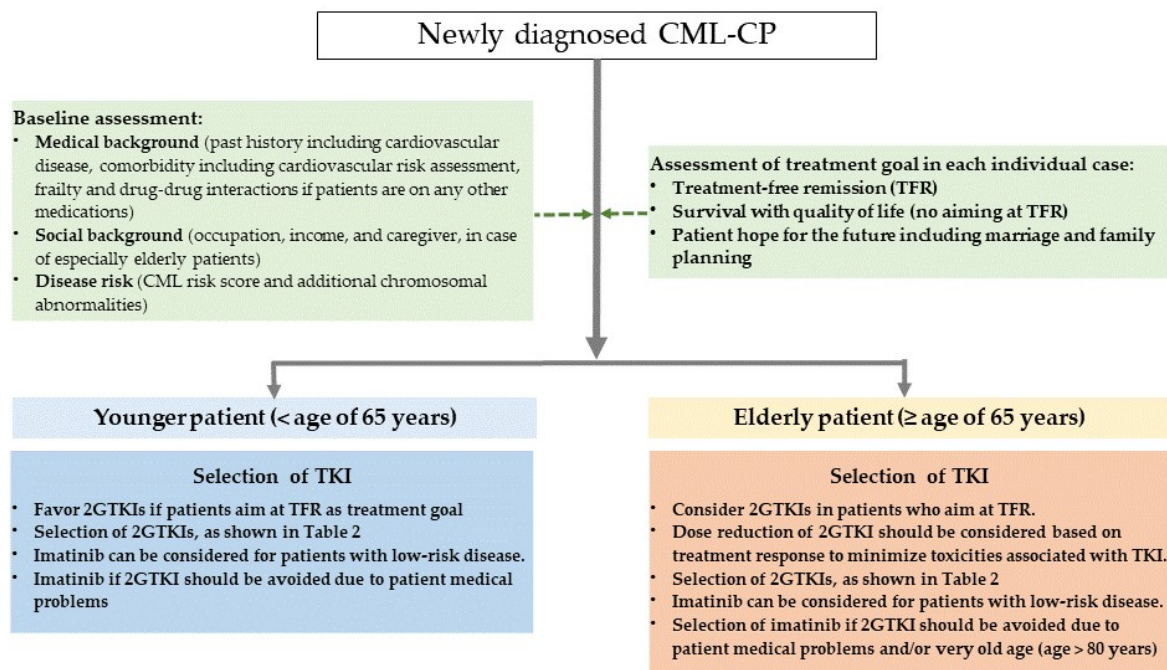 Newly diagnosed CML-CP
Baseline assessment:
• Medical background (past history including cardiovascular
disease, comorbidity including cardiovascular risk assessment,
frailty and drug-drug interactions if patients are on any other
medications)
• Social background (occupation, income, and caregiver, in case
of especially elderly patients)
• Disease risk (CML risk score and additional chromosomal
abnormalities)
Assessment of treatment goal in each individual case:
• Treatment-free remission (TFR)
• Survival with quality of life (no aiming at TFR)
• Patient hope for the future including marriage and family
planning
Younger patient (< age of 65 years)
Selection of TKI
• Favor 2GTKIs if patients aim at TFR as treatment goal
• Selection of 2GTKIs, as shown in Table 2
• Imatinib can be considered for patients with low-risk disease.
• Imatinib if 2GTKI should be avoided due to patient medical
problems
Elderly patient (≥ age of 65 years)
Selection of TKI
• Consider 2GTKIs in patients who aim at TFR.
• Dose reduction of 2GTKI should be considered based on
treatment response to minimize toxicities associated with TKI.
• Selection of 2GTKIs, as shown in Table 2
• Imatinib can be considered for patients with low-risk disease.
• Selection of imatinib if 2GTKI should be avoided due to
patient medical problems and/or very old age (age > 80 years)